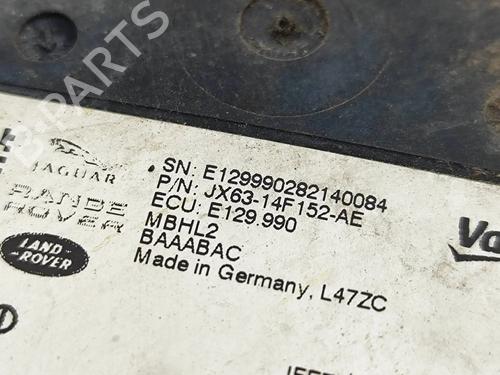 B-PARTS
JAGUAR
RANGE
ROVER
LAND-
ROVER
SN: E129990282140084
P/N: JX63-14F152-AE
ECU: E129.990
MBHL2
BAAABAC
Made in Germany, L47ZC